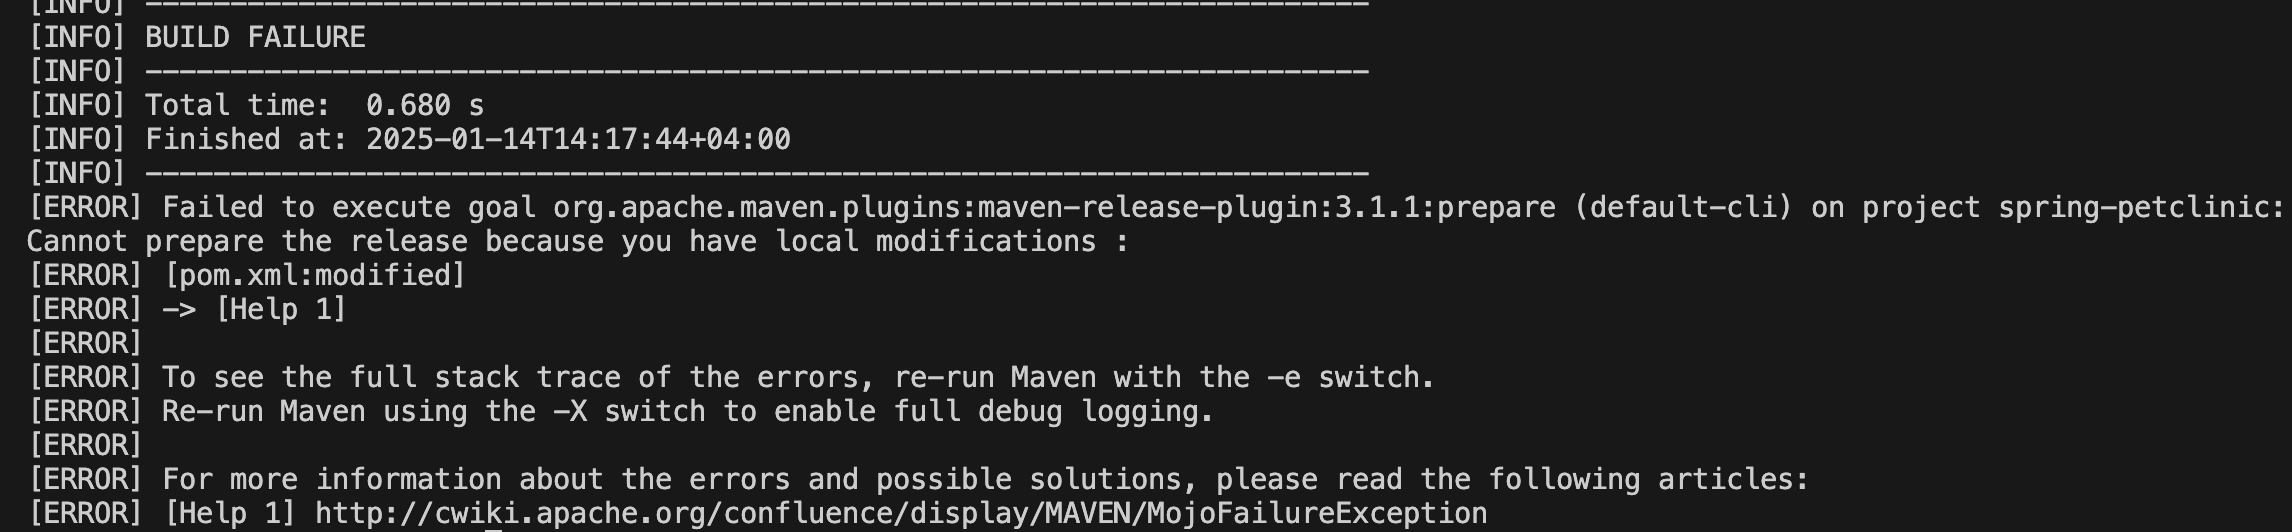 [INFO] ------------------------------------------------------------------------
[INFO] BUILD FAILURE
[INFO] ------------------------------------------------------------------------
[INFO] Total time:  0.680 s
[INFO] Finished at: 2025-01-14T14:17:44+04:00
[INFO] ------------------------------------------------------------------------
[ERROR] Failed to execute goal org.apache.maven.plugins:maven-release-plugin:3.1.1:prepare (default-cli) on project spring-petclinic:
Cannot prepare the release because you have local modifications :
[ERROR] [pom.xml:modified]
[ERROR] -> [Help 1]
[ERROR]
[ERROR] To see the full stack trace of the errors, re-run Maven with the -e switch.
[ERROR] Re-run Maven using the -X switch to enable full debug logging.
[ERROR]
[ERROR] For more information about the errors and possible solutions, please read the following articles:
[ERROR] [Help 1] http://cwiki.apache.org/confluence/display/MAVEN/MojoFailureException